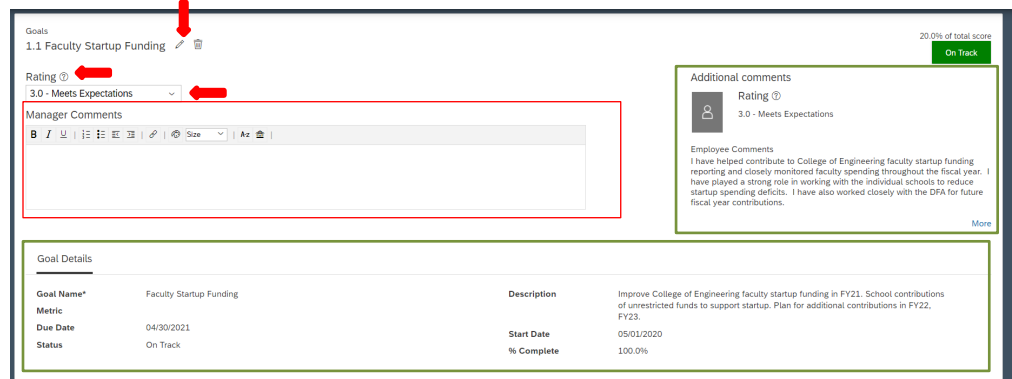 Goals
1.1 Faculty Startup Funding
20.0% of total score
On Track
Rating
3.0 - Meets Expectations
Manager Comments
B I U Size A-z
Additional comments
Rating
3.0 - Meets Expectations
Employee Comments
I have helped contribute to College of Engineering faculty startup funding
reporting and closely monitored faculty spending throughout the fiscal year. I
have played a strong role in working with the individual schools to reduce
startup spending deficits. I have also worked closely with the DFA for future
fiscal year contributions.
More
Goal Details
Goal Name* Faculty Startup Funding
Metric
Due Date 04/30/2021
Status On Track
Description Improve College of Engineering faculty startup funding in FY21. School contributions
of unrestricted funds to support startup. Plan for additional contributions in FY22,
FY23.
Start Date 05/01/2020
% Complete 100.0%